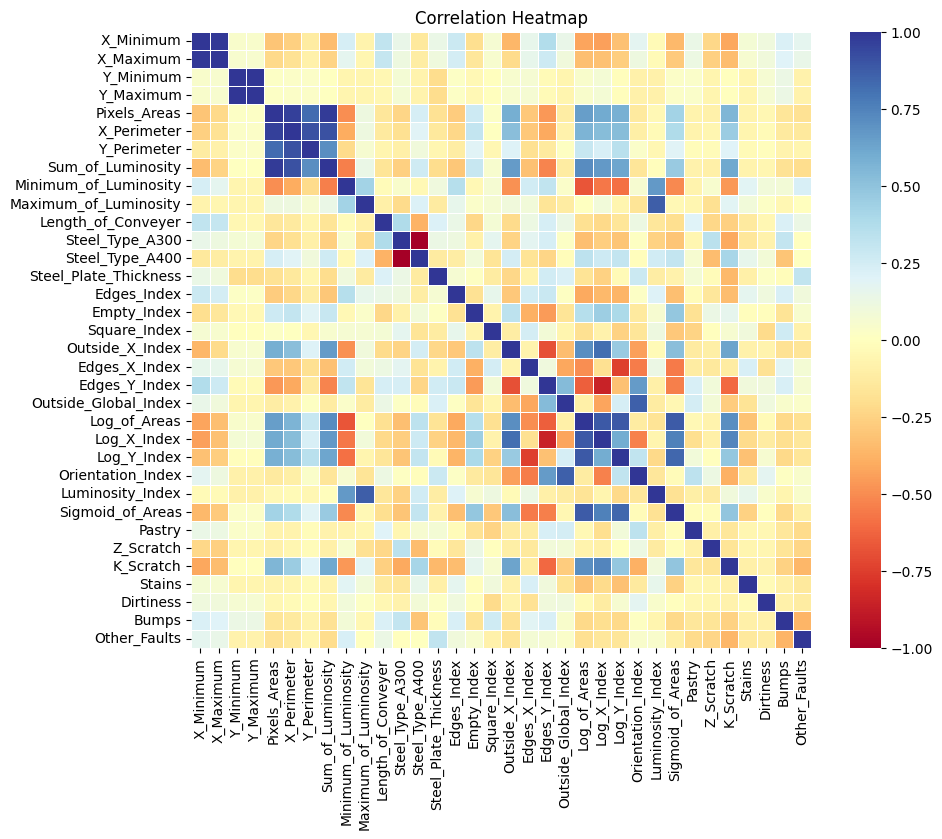 Correlation Heatmap
X_Minimum
X_Maximum
Y_Minimum
Y_Maximum
Pixels_Areas
X_Perimeter
Y_Perimeter
Sum_of_Luminosity
Minimum_of_Luminosity
Maximum_of_Luminosity
Length_of_Conveyer
Steel_Type_A300
Steel_Type_A400
Steel_Plate_Thickness
Edges_Index
Empty_Index
Square_Index
Outside_X_Index
Edges_X_Index
Edges_Y_Index
Outside_Global_Index
Log_of_Areas
Log_X_Index
Log_Y_Index
Orientation_Index
Luminosity_Index
Sigmoid_of_Areas
Pastry
Z_Scratch
K_Scratch
Stains
Dirtiness
Bumps
Other_Faults
X_Minimum
X_Maximum
Y_Minimum
Y_Maximum
Pixels_Areas
X_Perimeter
Y_Perimeter
Sum_of_Luminosity
Minimum_of_Luminosity
Maximum_of_Luminosity
Length_of_Conveyer
Steel_Type_A300
Steel_Type_A400
Steel_Plate_Thickness
Edges_Index
Empty_Index
Square_Index
Outside_X_Index
Edges_X_Index
Edges_Y_Index
Outside_Global_Index
Log_of_Areas
Log_X_Index
Log_Y_Index
Orientation_Index
Luminosity_Index
Sigmoid_of_Areas
Pastry
Z_Scratch
K_Scratch
Stains
Dirtiness
Bumps
Other_Faults
1.00
0.75
0.50
0.25
0.00
−0.25
−0.50
−0.75
−1.00